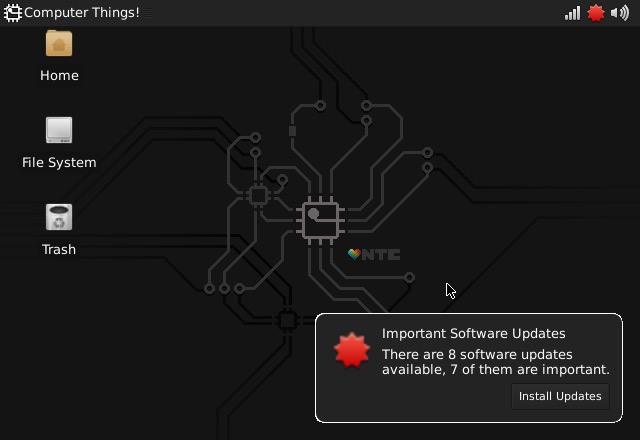 Computer Things!
Home
File System
Trash
NTC
Important Software Updates
There are 8 software updates
available, 7 of them are important.
Install Updates